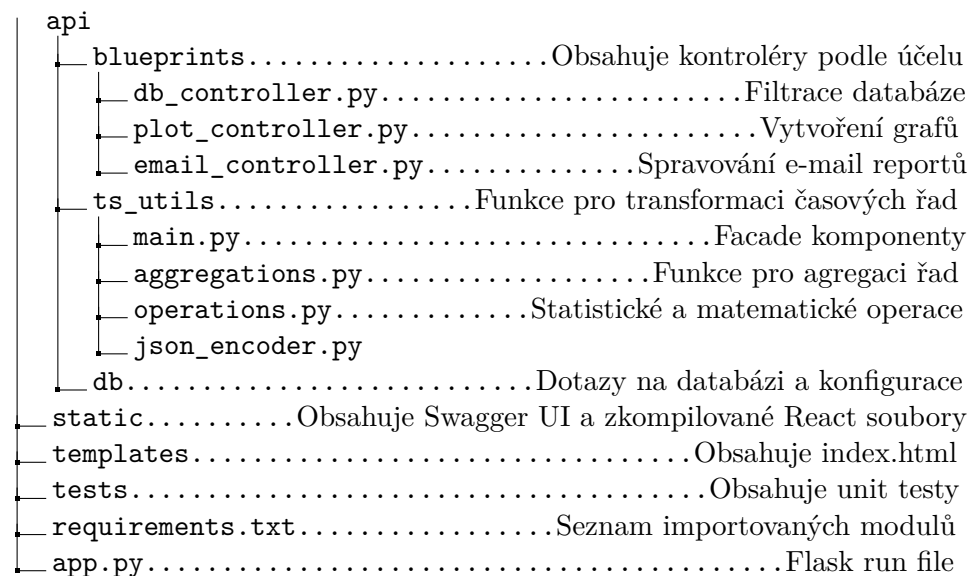 api
blueprints....................Obsahuje kontroléry podle účelu
db_controller.py........................Filtrace databáze
plot_controller.py.......................Vytvoření grafů
email_controller.py..............Spravování e-mail reportů
ts_utils.................Funkce pro transformaci časových řad
main.py...............................Facade komponenty
aggregations.py...................Funkce pro agregaci řad
operations.py.............Statistické a matematické operace
json_encoder.py
db...........................Dotazy na databázi a konfigurace
static..........Obsahuje Swagger UI a zkompilované React soubory
templates.................................Obsahuje index.html
tests......................................Obsahuje unit testy
requirements.txt.................Seznam importovaných modulů
app.py..........................................Flask run file